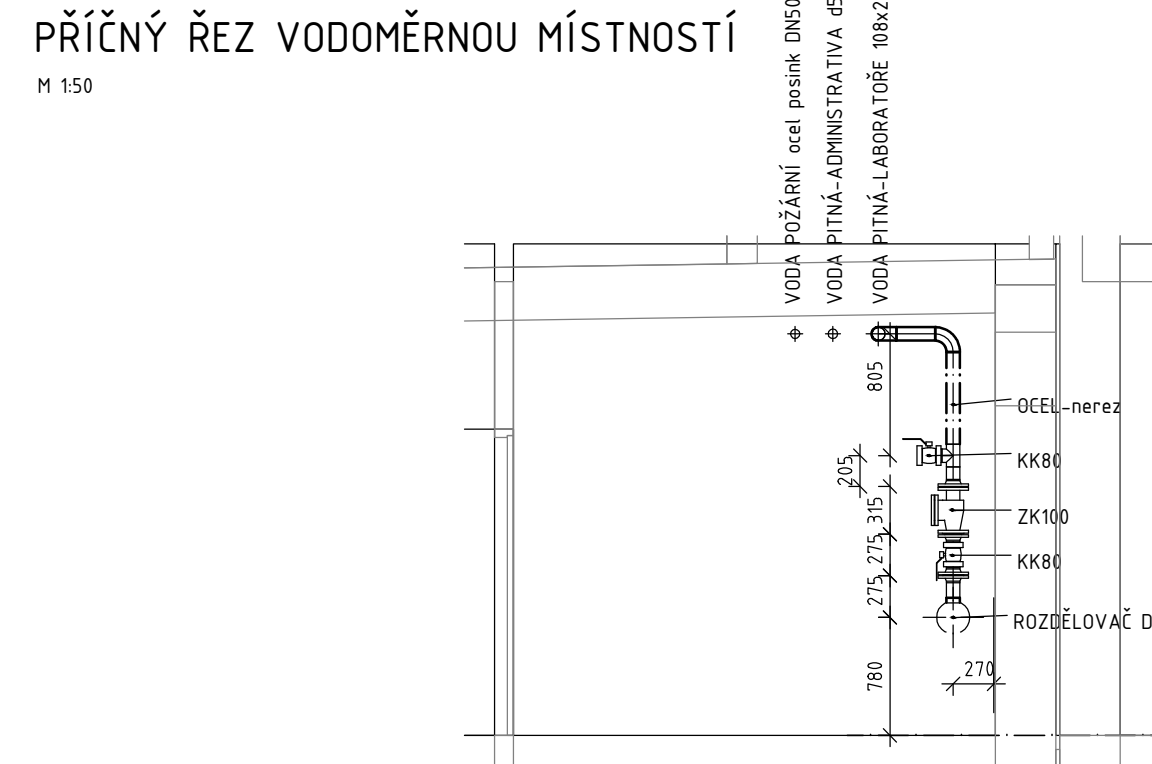 PŘÍČNÝ ŘEZ VODOMĚRNOU MÍSTNOSTÍ
M 1:50
VODA POŽÁRNÍ ocel posink DN50
VODA PITNÁ-ADMINISTRATIVA d5
VODA PITNÁ-LABORATOŘE 108x2
805
OCEL-nerez
205
KK80
315
ZK100
275
KK80
275
ROZDĚLOVAČ D
780
270